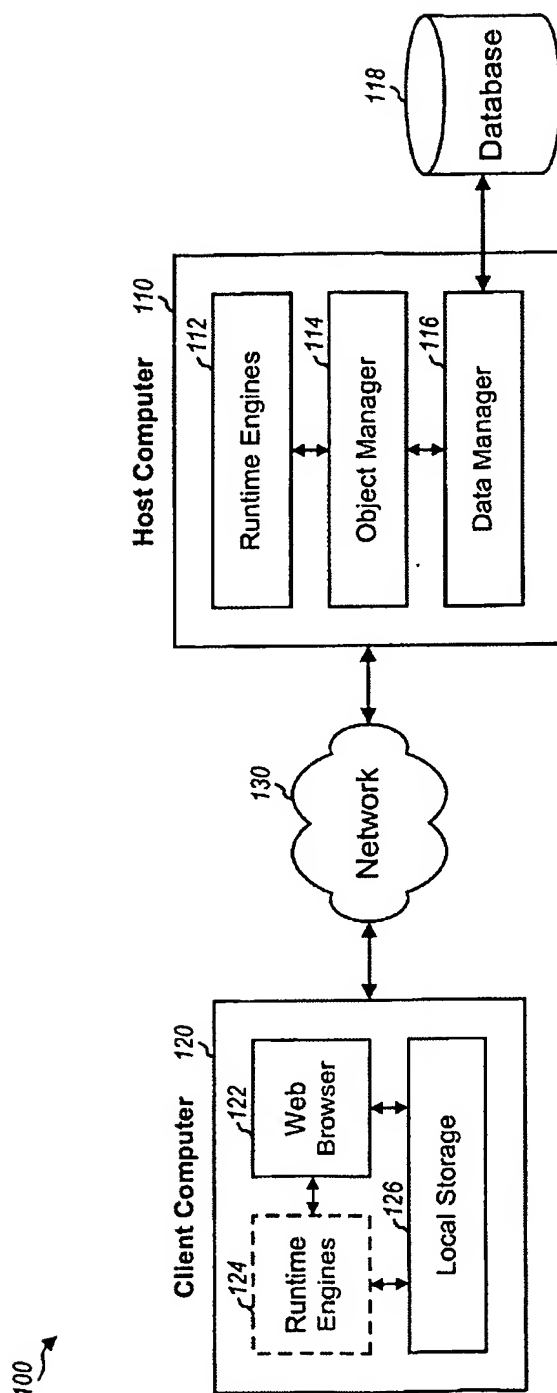 100
Client Computer
120
124
Runtime
Engines
122
Web
Browser
126
Local Storage
130
Network
Host Computer
110
112
Runtime Engines
114
Object Manager
116
Data Manager
118
Database